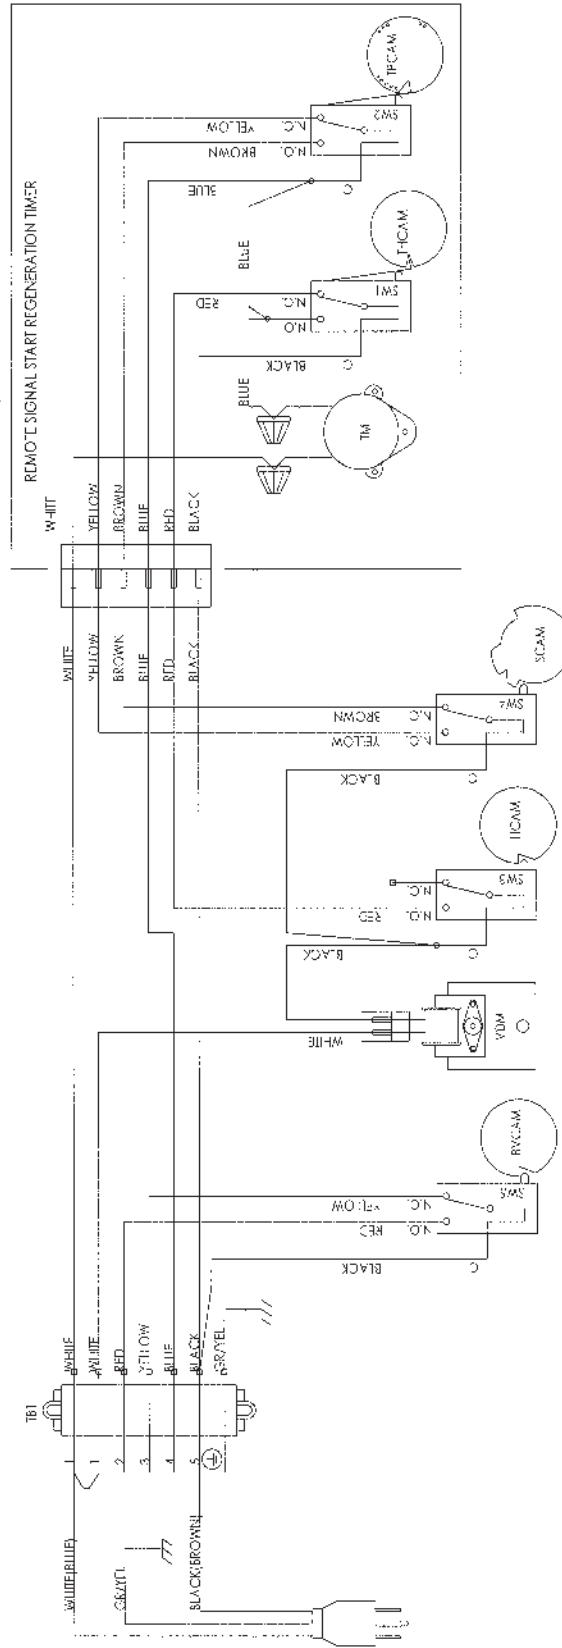 REMOTE SIGNAL START REGENERATION TIMER
TPCAM
SW2
N.C.
YELLOW
N.O.
BROWN
BLUE
C
BLUE
THCAM
SW1
N.C.
RED
N.O.
BLACK
C
BLUE
TM
WHITE
YELLOW
BROWN
BLUE
RED
BLACK
WHITE
YELLOW
BROWN
BLUE
RED
BLACK
SCAM
SW4
N.C.
BROWN
N.O.
YELLOW
BLACK
C
SW3
N.C.
N.O.
RED
BLACK
C
WHITE
VDM
BVCAM
SW5
N.C.
YELLOW
N.O.
RED
BLACK
C
TB1
WHITE
WHITE
RED
YELLOW
BLUE
BLACK
GR/YEL
1
1
2
3
4
5
WHITE(BLUE)
GR/YEL
BLACK(BROWN)